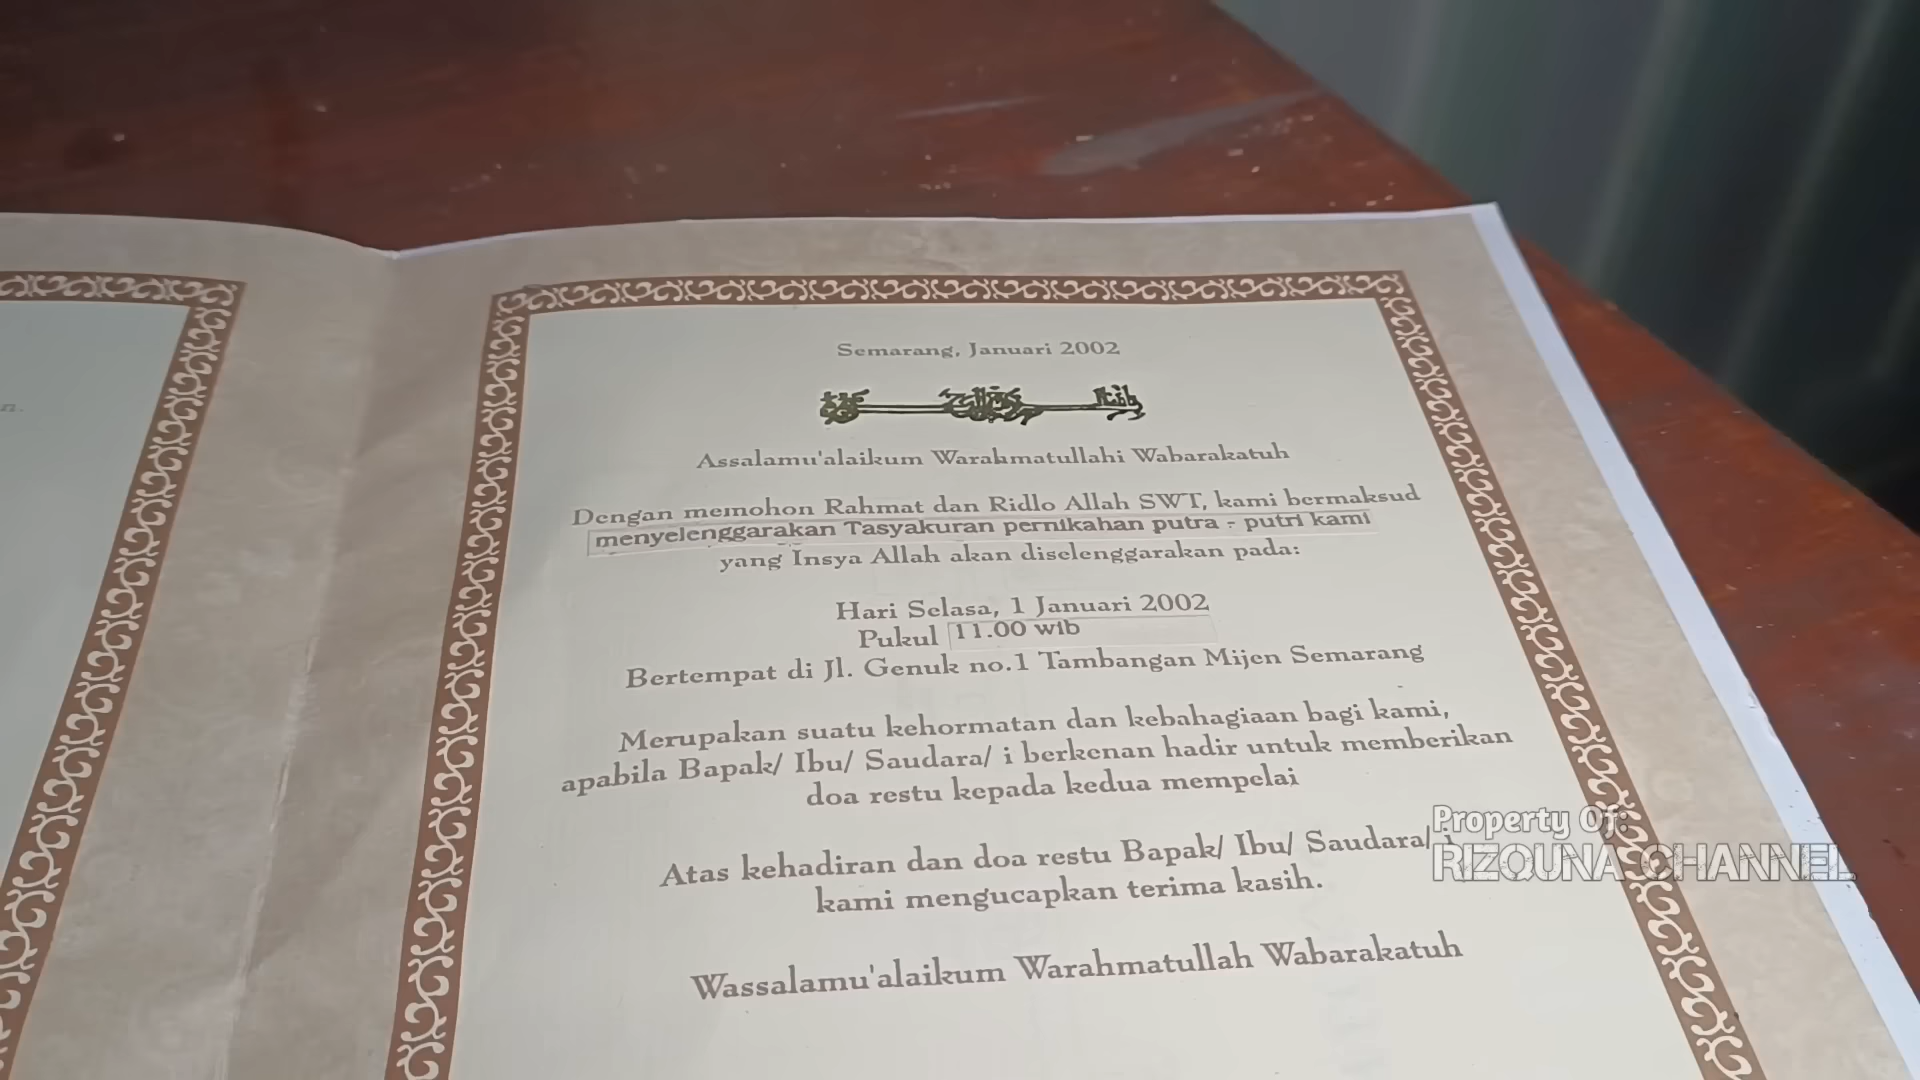 n.
Semarang, Januari 2002
Assalamu'alaikum Warahmatullahi Wabarakatuh
Dengan memohon Rahmat dan Ridlo Allah SWT, kami bermaksud
menyelenggarakan Tasyakuran pernikahan putra - putri kami
yang Insya Allah akan diselenggarakan pada:
Hari Selasa, 1 Januari 2002
Pukul 11.00 wib
Bertempat di Jl. Genuk no.1 Tambangan Mijen Semarang
Merupakan suatu kehormatan dan kebahagiaan bagi kami,
apabila Bapak/ Ibu/ Saudara/ i berkenan hadir untuk memberikan
doa restu kepada kedua mempelai
Atas kehadiran dan doa restu Bapak/ Ibu/ Saudara/ i
kami mengucapkan terima kasih.
Wassalamu'alaikum Warahmatullah Wabarakatuh
Property Of:
RIZQUNA CHANNEL